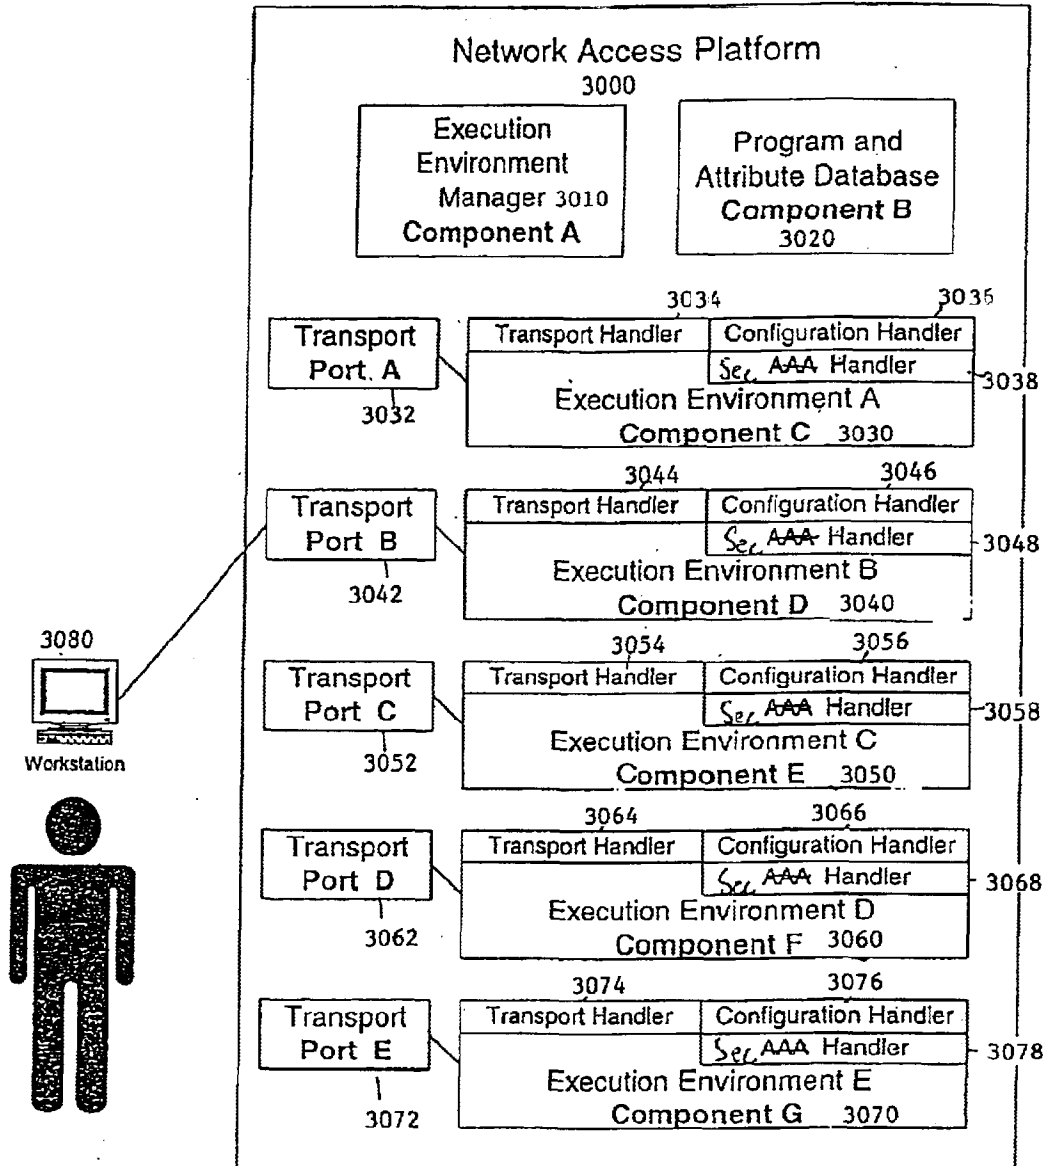 Network Access Platform
3000
Execution
Environment
Manager 3010
Component A
Program and
Attribute Database
Component B
3020
3034
3036
Transport
Port A
3032
Transport Handler
Configuration Handler
Sec AAA Handler
3038
Execution Environment A
Component C 3030
3044
3046
Transport
Port B
3042
Transport Handler
Configuration Handler
Sec AAA Handler
3048
Execution Environment B
Component D 3040
3080
Workstation
3054
3056
Transport
Port C
3052
Transport Handler
Configuration Handler
Sec AAA Handler
3058
Execution Environment C
Component E 3050
3064
3066
Transport
Port D
3062
Transport Handler
Configuration Handler
Sec AAA Handler
3068
Execution Environment D
Component F 3060
3074
3076
Transport
Port E
3072
Transport Handler
Configuration Handler
Sec AAA Handler
3078
Execution Environment E
Component G 3070